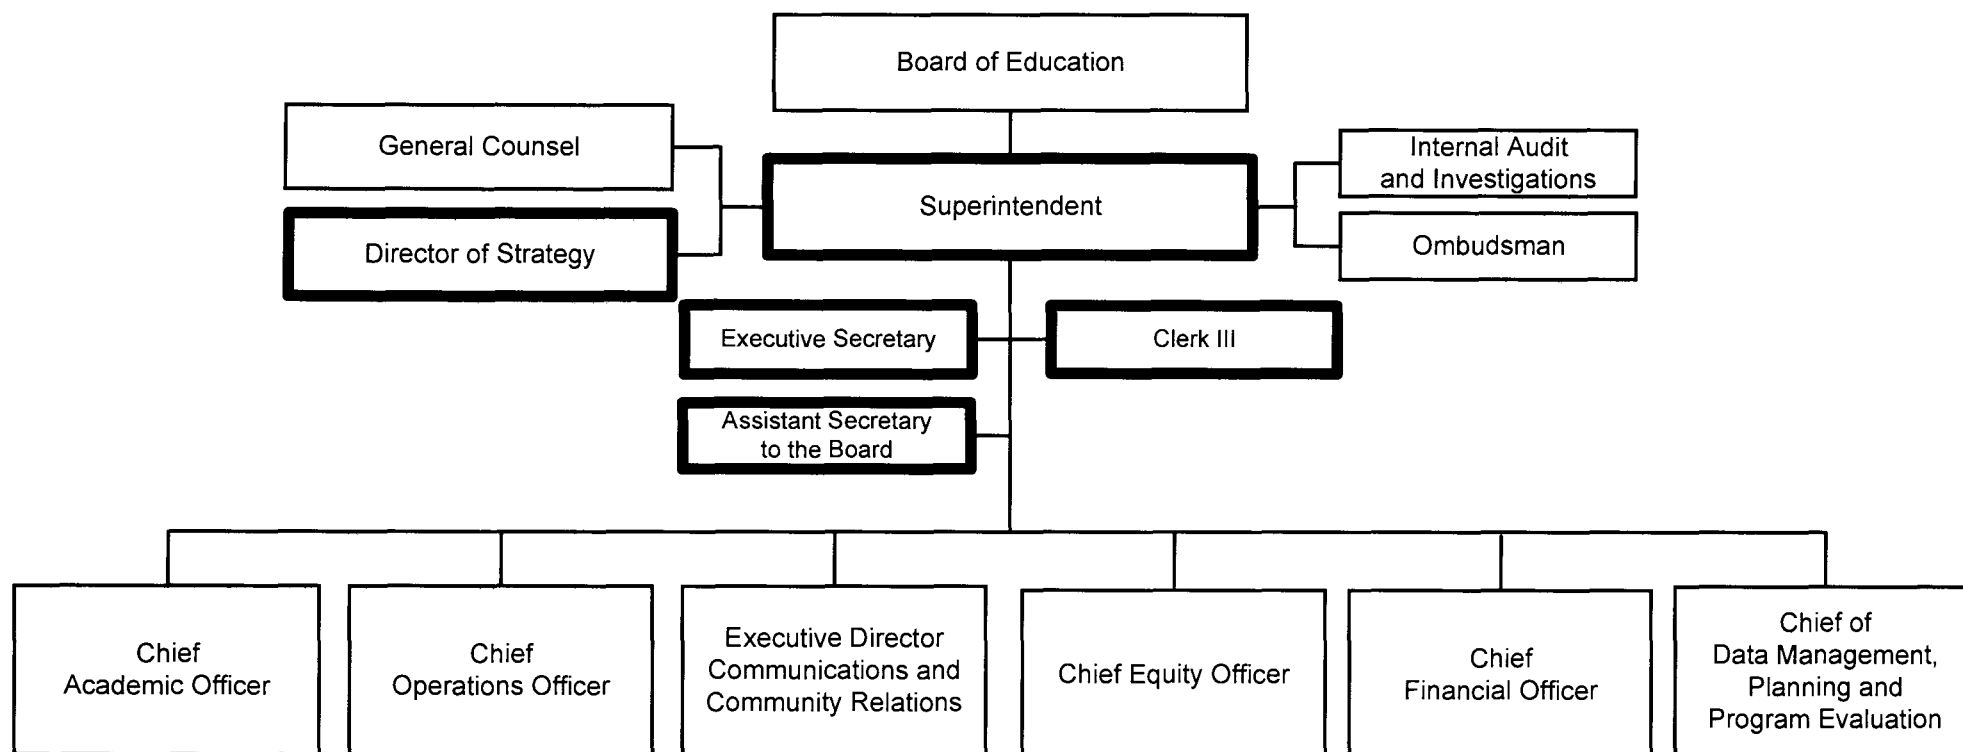 Board of Education
General Counsel
Internal Audit
and Investigations
Superintendent
Director of Strategy
Ombudsman
Executive Secretary
Clerk III
Assistant Secretary
to the Board
Chief
Academic Officer
Chief
Operations Officer
Executive Director
Communications and
Community Relations
Chief Equity Officer
Chief
Financial Officer
Chief of
Data Management,
Planning and
Program Evaluation